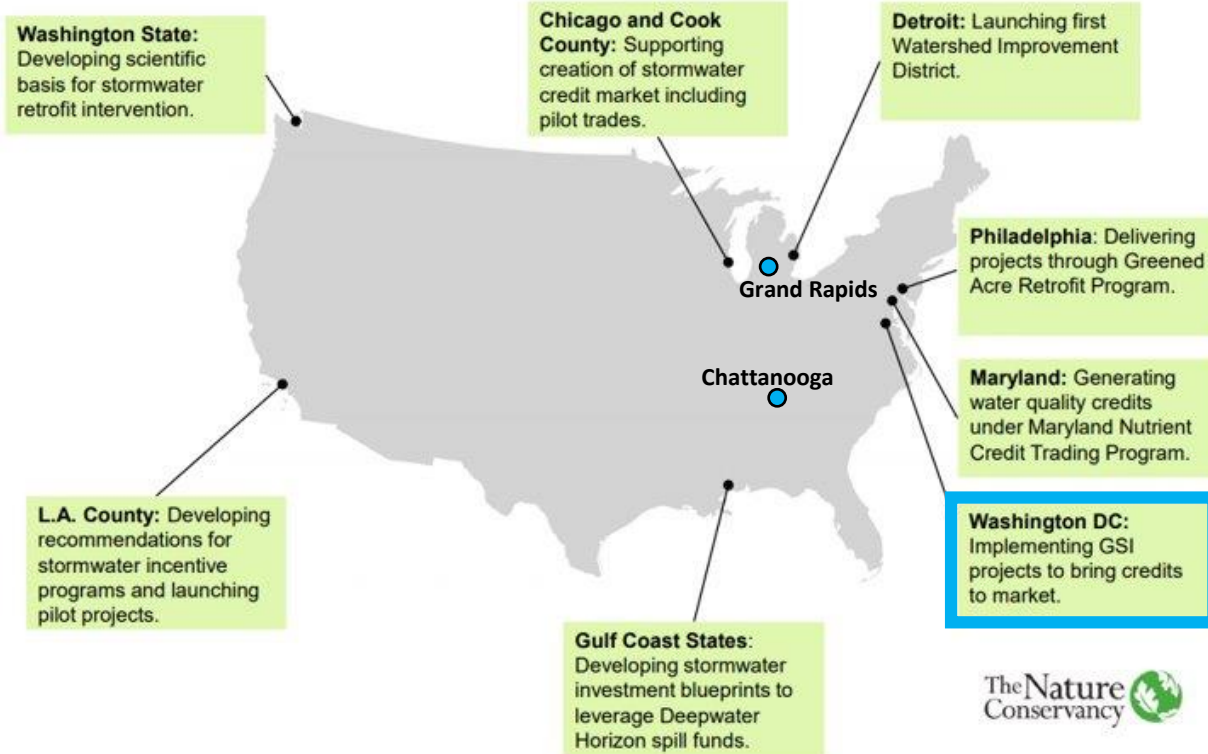 Washington State:
Developing scientific
basis for stormwater
retrofit intervention.
Chicago and Cook
County: Supporting
creation of stormwater
credit market including
pilot trades.
Detroit: Launching first
Watershed Improvement
District.
Grand Rapids
Philadelphia: Delivering
projects through Greened
Acre Retrofit Program.
Chattanooga
Maryland: Generating
water quality credits
under Maryland Nutrient
Credit Trading Program.
L.A. County: Developing
recommendations for
stormwater incentive
programs and launching
pilot projects.
Washington DC:
Implementing GSI
projects to bring credits
to market.
Gulf Coast States:
Developing stormwater
investment blueprints to
leverage Deepwater
Horizon spill funds.
The Nature
Conservancy